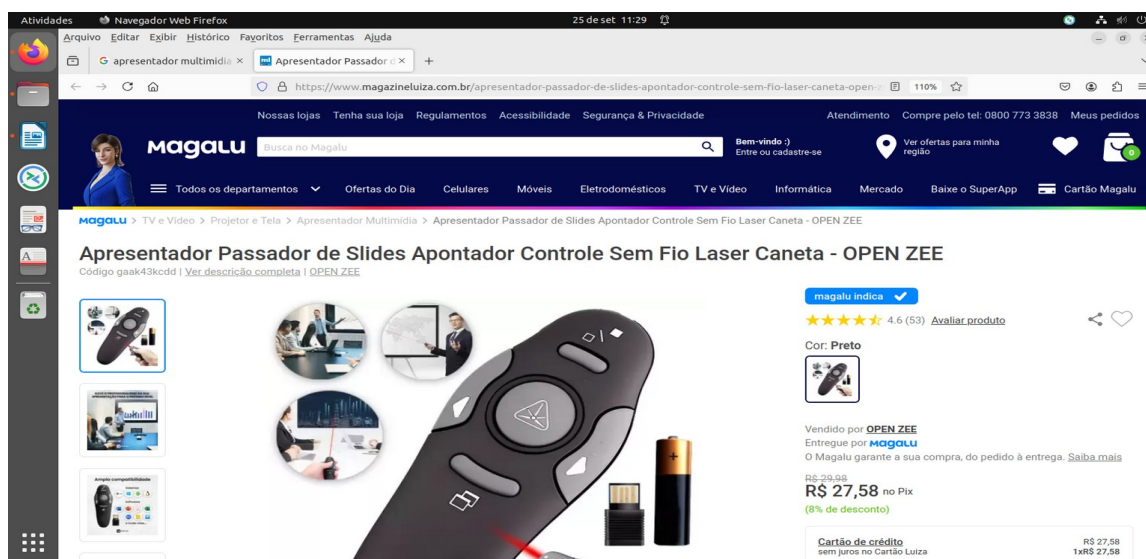 Atividades
Navegador Web Firefox
25 de set 11:29
Arquivo Editar Exibir Histórico Favoritos Ferramentas Ajuda
apresentador multimidia
Apresentador Passador d
https://www.magazineluiza.com.br/apresentador-passador-de-slides-apontador-controle-sem-fio-laser-caneta-open-
110%
Nossas lojas Tenha sua loja Regulamentos Acessibilidade Segurança & Privacidade
Atendimento Compre pelo tel: 0800 773 3838 Meus pedidos
Magalu
Busca no Magalu
Bem-vindo :)
Entre ou cadastre-se
Ver ofertas para minha
região
0
Todos os departamentos Ofertas do Dia Celulares Móveis Eletrodomésticos TV e Vídeo Informática Mercado Baixe o SuperApp Cartão Magalu
Magalu > TV e Vídeo > Projetor e Tela > Apresentador Multimídia > Apresentador Passador de Slides Apontador Controle Sem Fio Laser Caneta - OPEN ZEE
Apresentador Passador de Slides Apontador Controle Sem Fio Laser Caneta - OPEN ZEE
Código gaak43kcdd | Ver descrição completa | OPEN ZEE
magalu indica
4.6 (53) Avaliar produto
Cor: Preto
Ampla compatibilidade
Vendido por OPEN ZEE
Entregue por Magalu
O Magalu garante a sua compra, do pedido à entrega. Saiba mais
R$ 29,98
R$ 27,58 no Pix
(8% de desconto)
Cartão de crédito
sem juros no Cartão Luiza
R$ 27,58
1xR$ 27,58